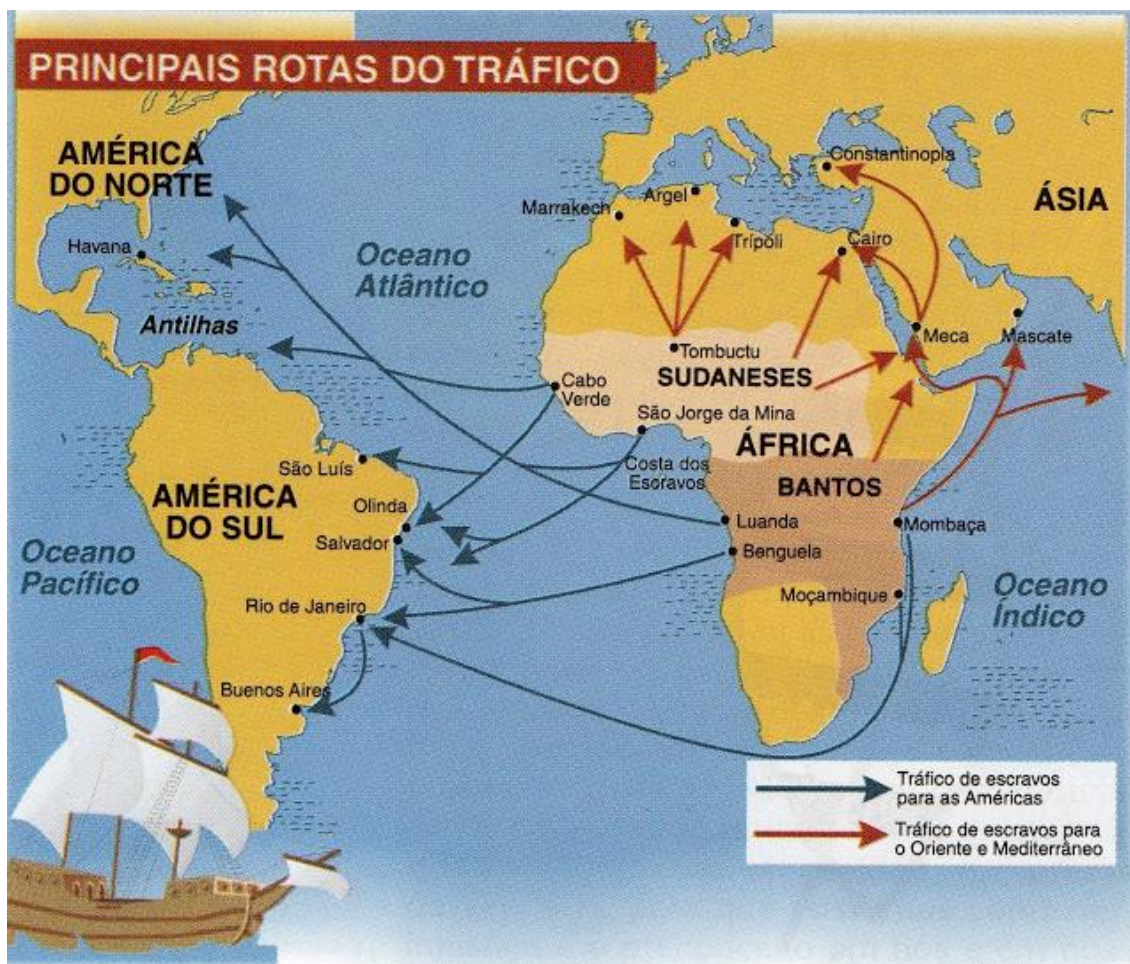 PRINCIPAIS ROTAS DO TRÁFICO
AMÉRICA
DO NORTE
Havana
Antilhas
Oceano
Atlântico
Constantinopla
ÁSIA
Argel
Marrakech
Trípoli
Cairo
Meca
Mascate
Tombuctu
SUDANESES
Cabo
Verde
São Jorge da Mina
ÁFRICA
Costa dos
Escravos
BANTOS
São Luís
AMÉRICA
DO SUL
Olinda
Salvador
Luanda
Mombaça
Benguela
Oceano
Pacífico
Moçambique
Oceano
Índico
Rio de Janeiro
Buenos Aires
Tráfico de escravos
para as Américas
Tráfico de escravos para
o Oriente e Mediterrâneo